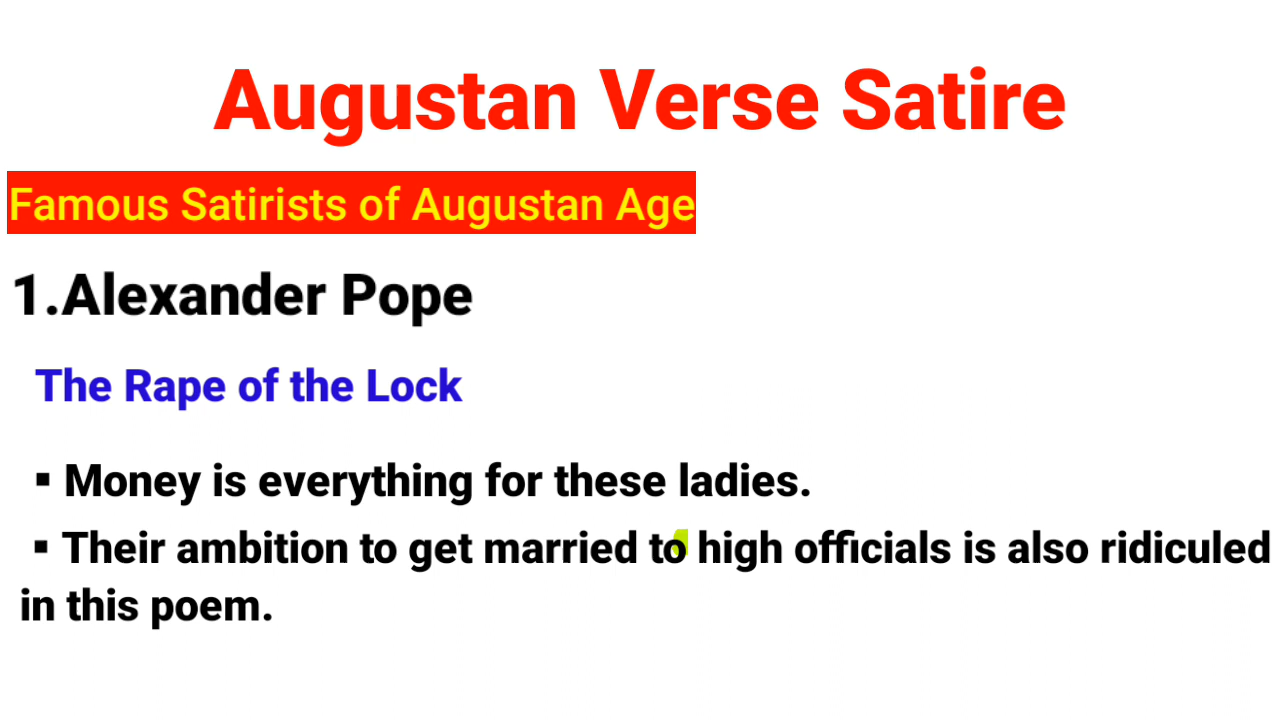 Augustan Verse Satire
Famous Satirists of Augustan Age
1.Alexander Pope
The Rape of the Lock
▪ Money is everything for these ladies.
▪ Their ambition to get married to high officials is also ridiculed
in this poem.